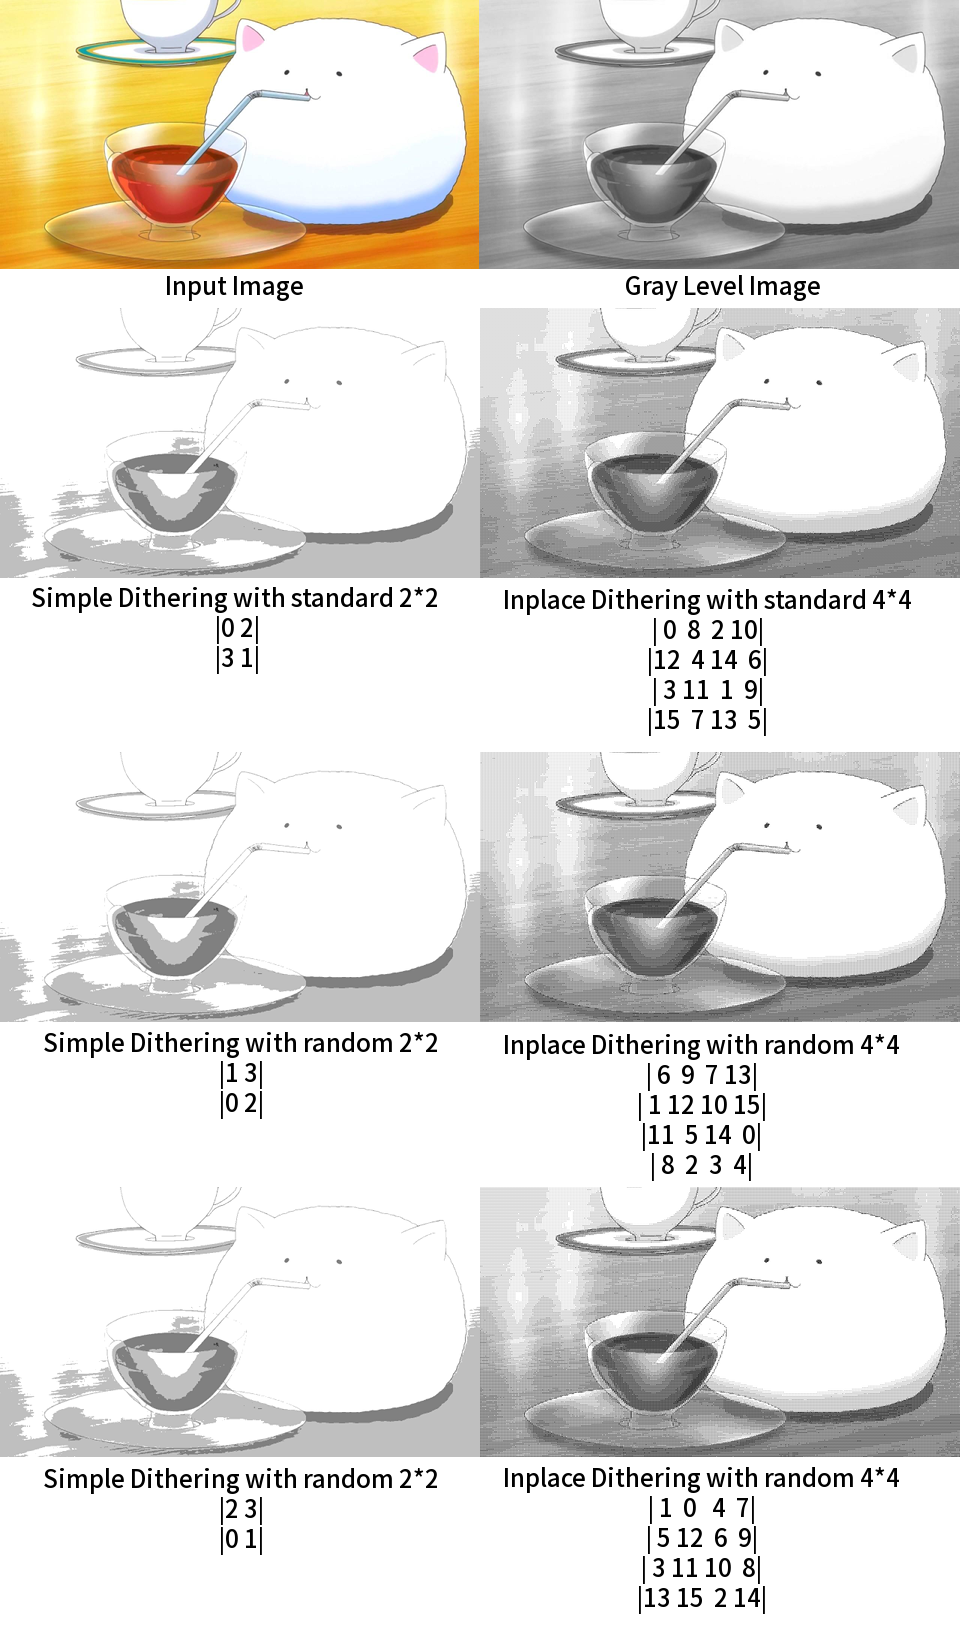 Input Image
Gray Level Image
Simple Dithering with standard 2*2
|0 2|
|3 1|
Inplace Dithering with standard 4*4
| 0 8 2 10|
|12 4 14 6|
| 3 11 1 9|
|15 7 13 5|
Simple Dithering with random 2*2
|1 3|
|0 2|
Inplace Dithering with random 4*4
| 6 9 7 13|
| 1 12 10 15|
|11 5 14 0|
| 8 2 3 4|
Simple Dithering with random 2*2
|2 3|
|0 1|
Inplace Dithering with random 4*4
| 1 0 4 7|
| 5 12 6 9|
| 3 11 10 8|
|13 15 2 14|